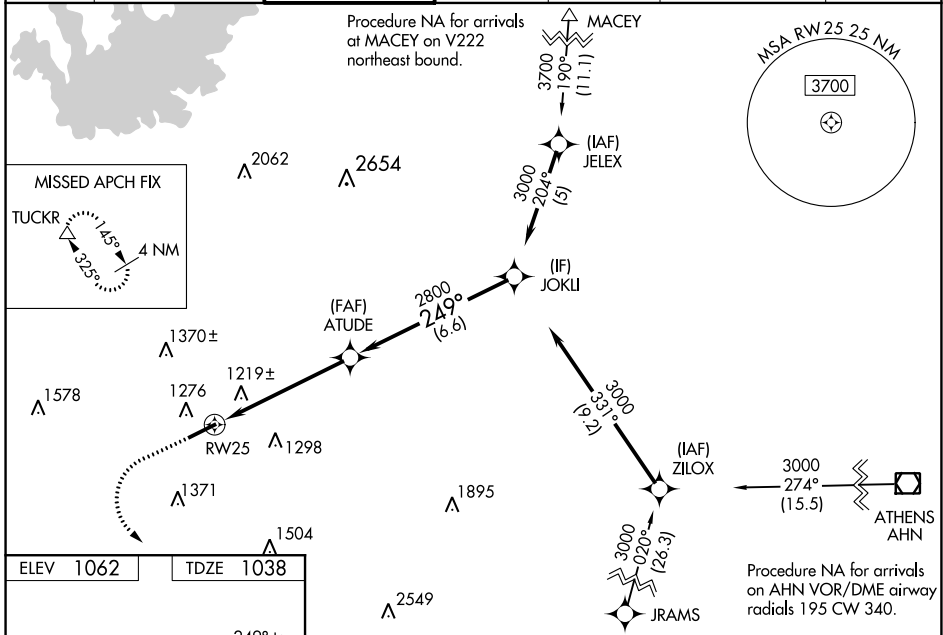 Procedure NA for arrivals
at MACEY on V222
northeast bound.
MACEY
3700
190°
(11.1)
MSA RW25 25 NM
3700
(IAF)
JELEX
3000
204°
(5)
2062
2654
MISSED APCH FIX
TUCKR
145°
4 NM
325°
(IF)
JOKLI
2800
249°
(6.6)
(FAF)
ATUDE
1370±
1219±
1276
1578
RW25
1298
3000
331°
(9.2)
(IAF)
ZILOX
3000
274°
(15.5)
ATHENS
AHN
1371
1895
1504
3000
020°
(26.3)
JRAMS
Procedure NA for arrivals
on AHN VOR/DME airway
radials 195 CW 340.
ELEV 1062
TDZE 1038
2549